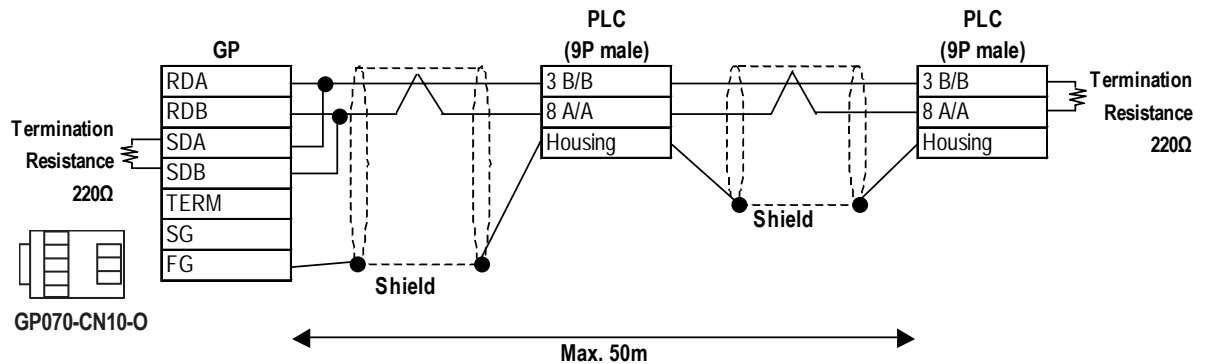 GP
RDA
RDB
SDA
SDB
TERM
SG
FG
Termination
Resistance
220Ω
GP070-CN10-O
PLC
(9P male)
3 B/B
8 A/A
Housing
Shield
PLC
(9P male)
3 B/B
8 A/A
Housing
Shield
Termination
Resistance
220Ω
Max. 50m